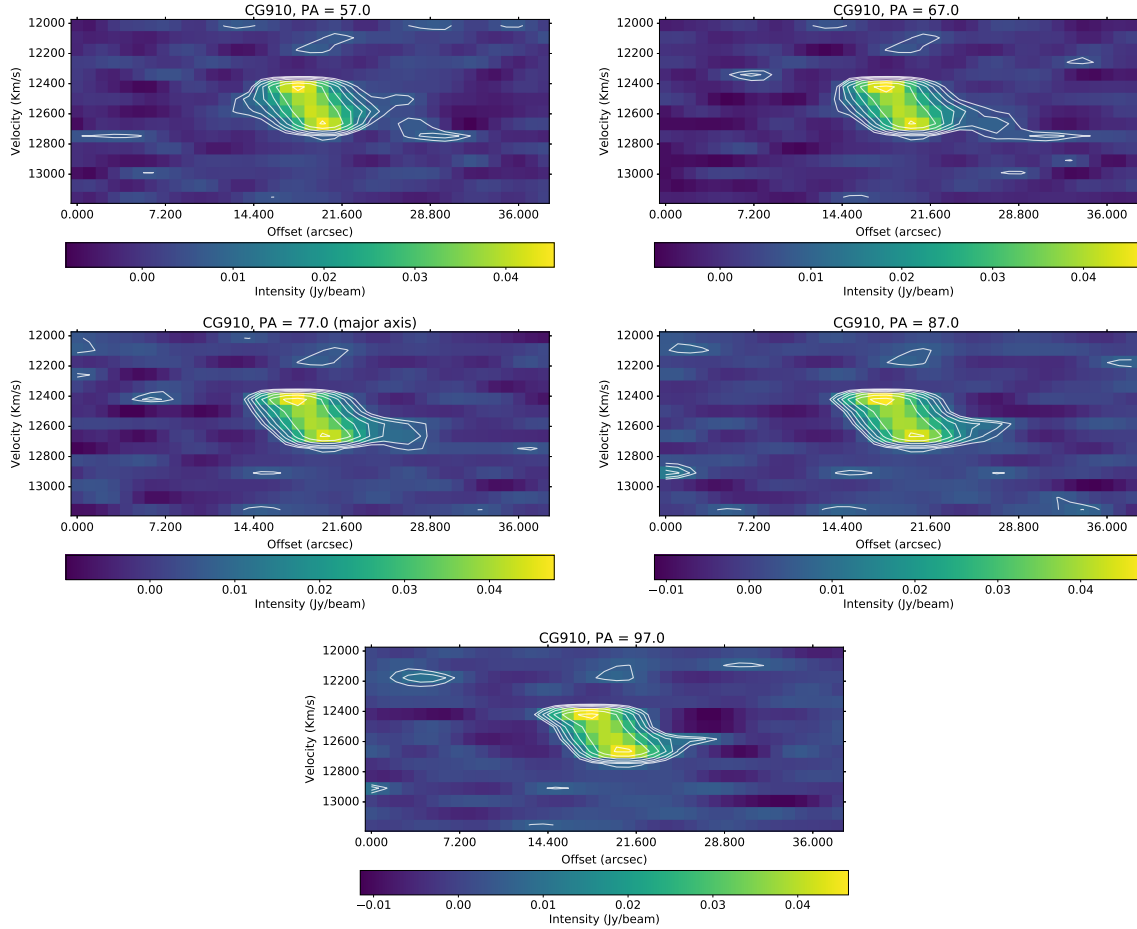 CG910, PA = 57.0
12000
12200
12400
12600
12800
13000
Velocity (Km/s)
0.000 7.200 14.400 21.600 28.800 36.000
Offset (arcsec)
0.00 0.01 0.02 0.03 0.04
Intensity (Jy/beam)
CG910, PA = 67.0
12000
12200
12400
12600
12800
13000
Velocity (Km/s)
0.000 7.200 14.400 21.600 28.800 36.000
Offset (arcsec)
0.00 0.01 0.02 0.03 0.04
Intensity (Jy/beam)
CG910, PA = 77.0 (major axis)
12000
12200
12400
12600
12800
13000
Velocity (Km/s)
0.000 7.200 14.400 21.600 28.800 36.000
Offset (arcsec)
0.00 0.01 0.02 0.03 0.04
Intensity (Jy/beam)
CG910, PA = 87.0
12000
12200
12400
12600
12800
13000
Velocity (Km/s)
0.000 7.200 14.400 21.600 28.800 36.000
Offset (arcsec)
−0.01 0.00 0.01 0.02 0.03 0.04
Intensity (Jy/beam)
CG910, PA = 97.0
12000
12200
12400
12600
12800
13000
Velocity (Km/s)
0.000 7.200 14.400 21.600 28.800 36.000
Offset (arcsec)
−0.01 0.00 0.01 0.02 0.03 0.04
Intensity (Jy/beam)